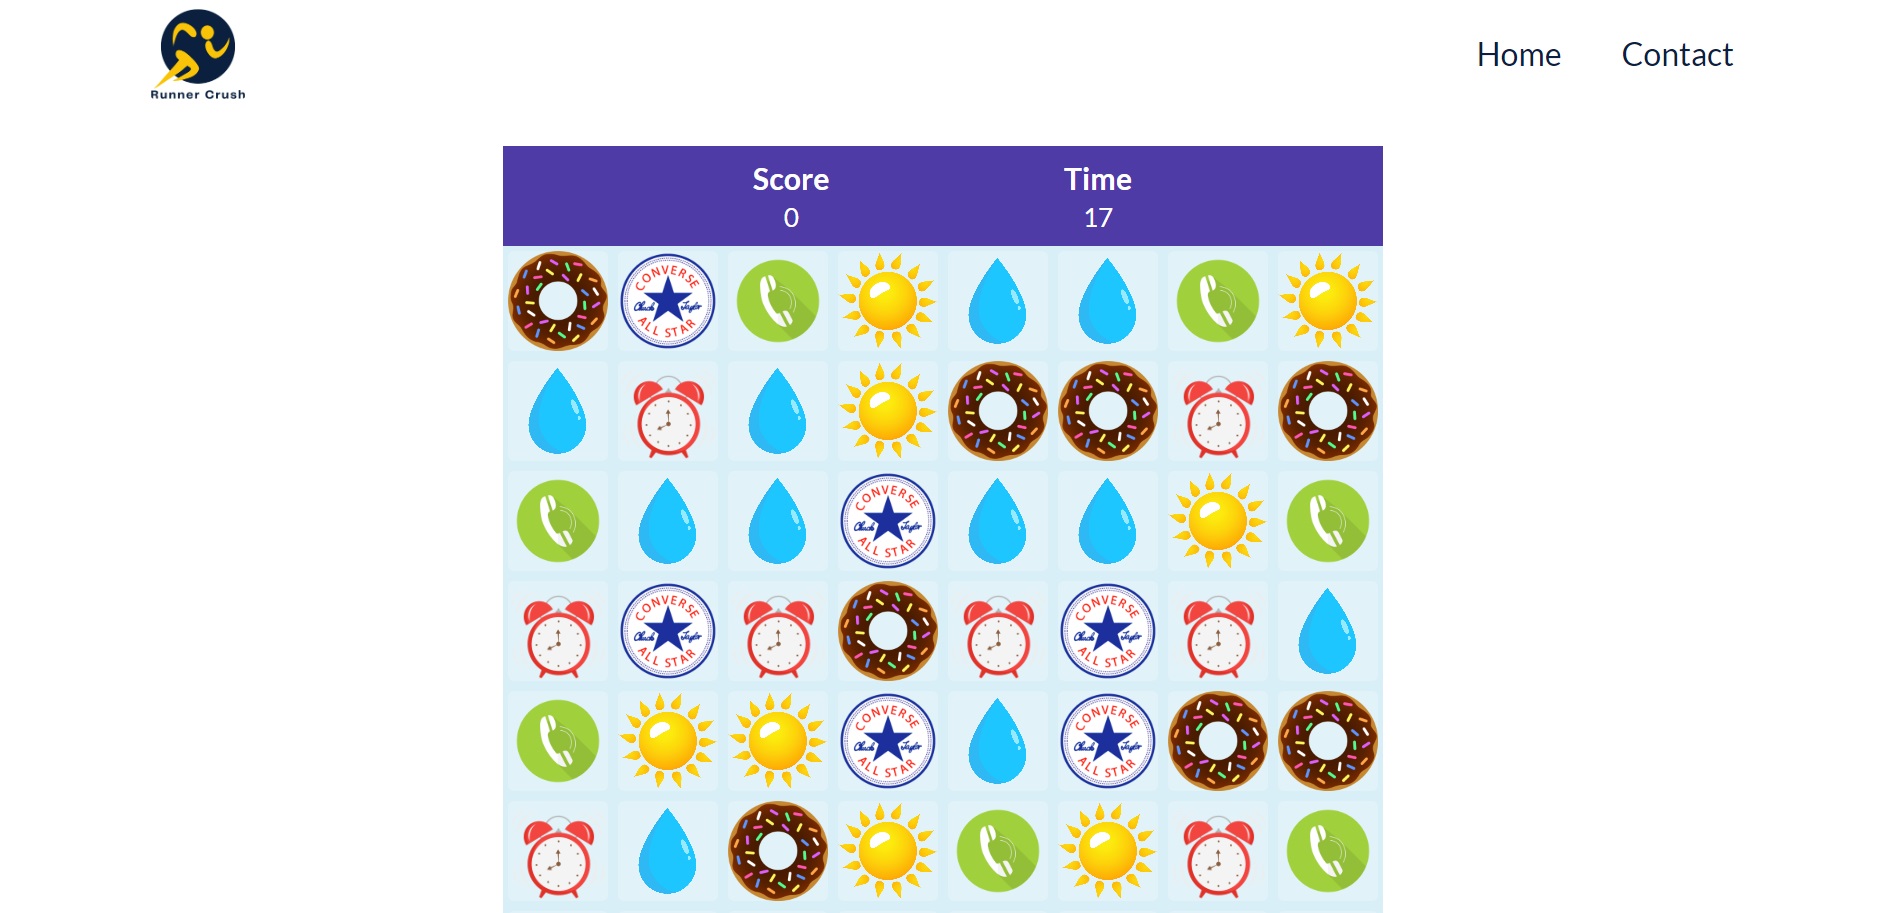 Runner Crush
Home
Contact
Score
Time
0
17
CONVERSE
Chuck Taylor
ALL STAR
CONVERSE
Chuck Taylor
ALL STAR
CONVERSE
Chuck Taylor
ALL STAR
CONVERSE
Chuck Taylor
ALL STAR
CONVERSE
Chuck Taylor
ALL STAR
CONVERSE
Chuck Taylor
ALL STAR